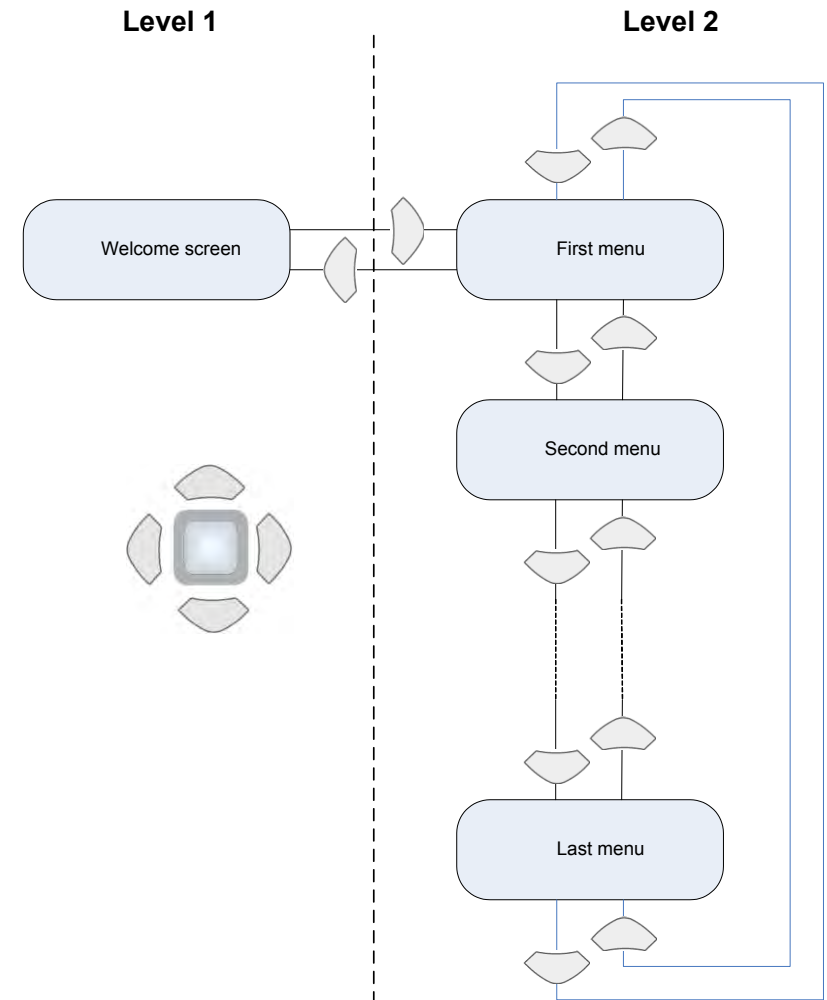 Level 1
Level 2
Welcome screen
First menu
Second menu
Last menu